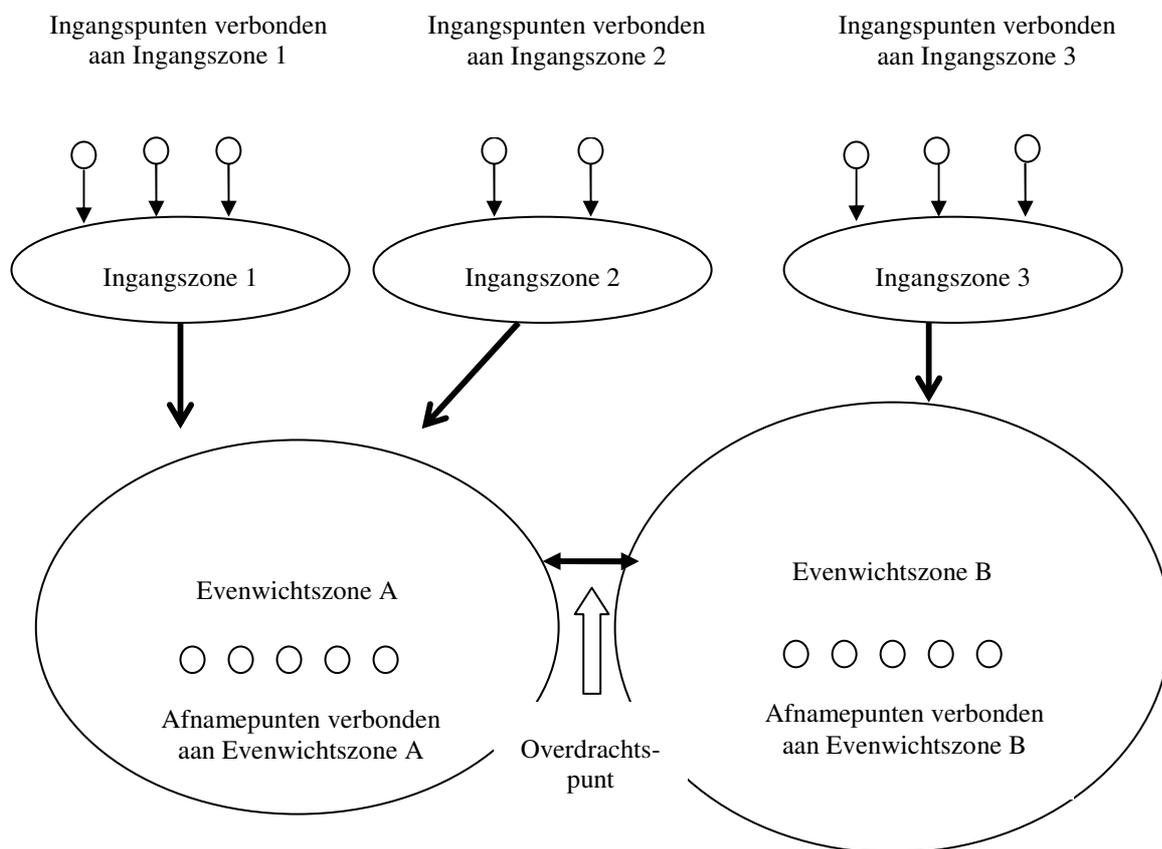 Ingangspunten verbonden
aan Ingangszone 1
Ingangspunten verbonden
aan Ingangszone 2
Ingangspunten verbonden
aan Ingangszone 3
Ingangszone 1
Ingangszone 2
Ingangszone 3
Evenwichtszone A
Evenwichtszone B
Afnamepunten verbonden
aan Evenwichtszone A
Overdrachts-
punt
Afnamepunten verbonden
aan Evenwichtszone B